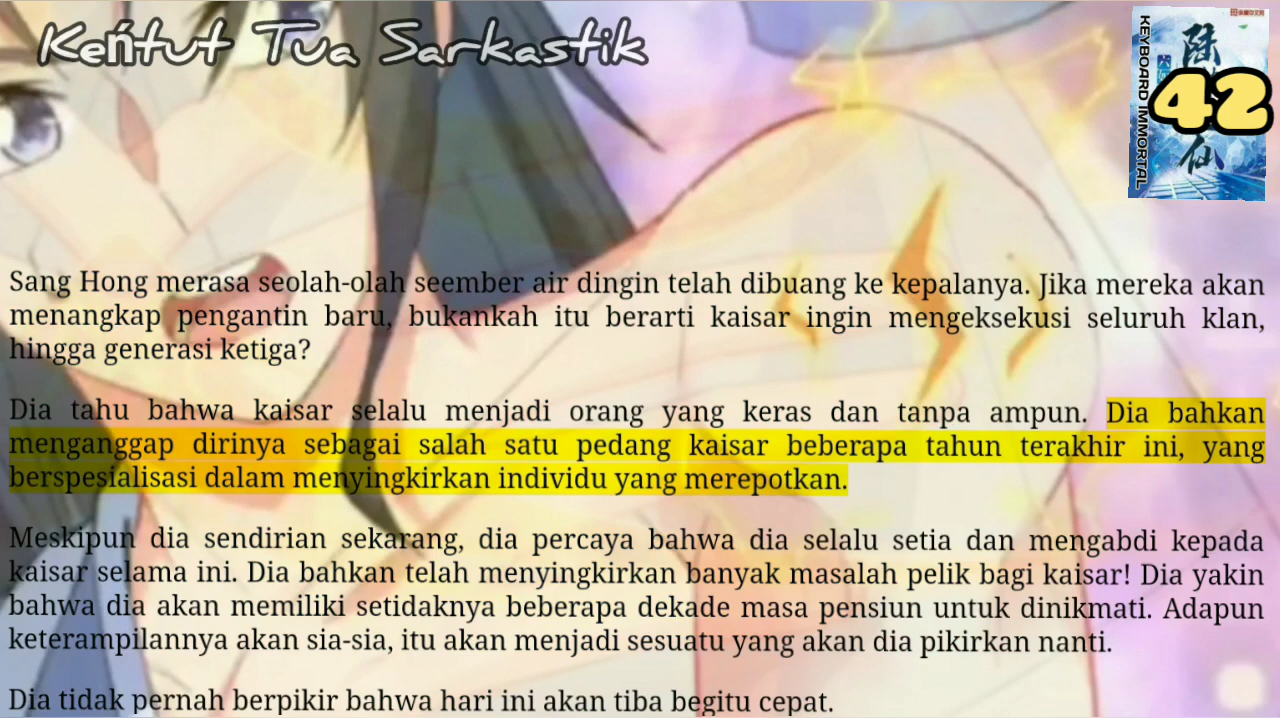 Keńtut Tua Sarkastik
KEYBOARD IMMORTAL
陆
仙
42
Sang Hong merasa seolah-olah seember air dingin telah dibuang ke kepalanya. Jika mereka akan
menangkap pengantin baru, bukankah itu berarti kaisar ingin mengeksekusi seluruh klan,
hingga generasi ketiga?
Dia tahu bahwa kaisar selalu menjadi orang yang keras dan tanpa ampun. Dia bahkan
menganggap dirinya sebagai salah satu pedang kaisar beberapa tahun terakhir ini, yang
berspesialisasi dalam menyingkirkan individu yang merepotkan.
Meskipun dia sendirian sekarang, dia percaya bahwa dia selalu setia dan mengabdi kepada
kaisar selama ini. Dia bahkan telah menyingkirkan banyak masalah pelik bagi kaisar! Dia yakin
bahwa dia akan memiliki setidaknya beberapa dekade masa pensiun untuk dinikmati. Adapun
keterampilannya akan sia-sia, itu akan menjadi sesuatu yang akan dia pikirkan nanti.
Dia tidak pernah berpikir bahwa hari ini akan tiba begitu cepat.